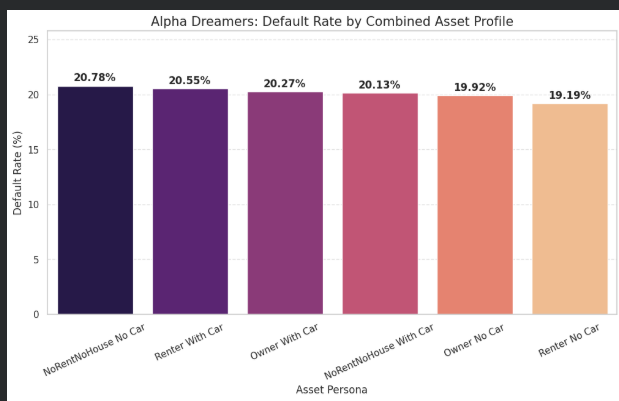 Alpha Dreamers: Default Rate by Combined Asset Profile
25
20
15
10
5
0
Default Rate (%)
20.78%
20.55%
20.27%
20.13%
19.92%
19.19%
NoRentNoHouse No Car
Renter With Car
Owner With Car
NoRentNoHouse With Car
Owner No Car
Renter No Car
Asset Persona